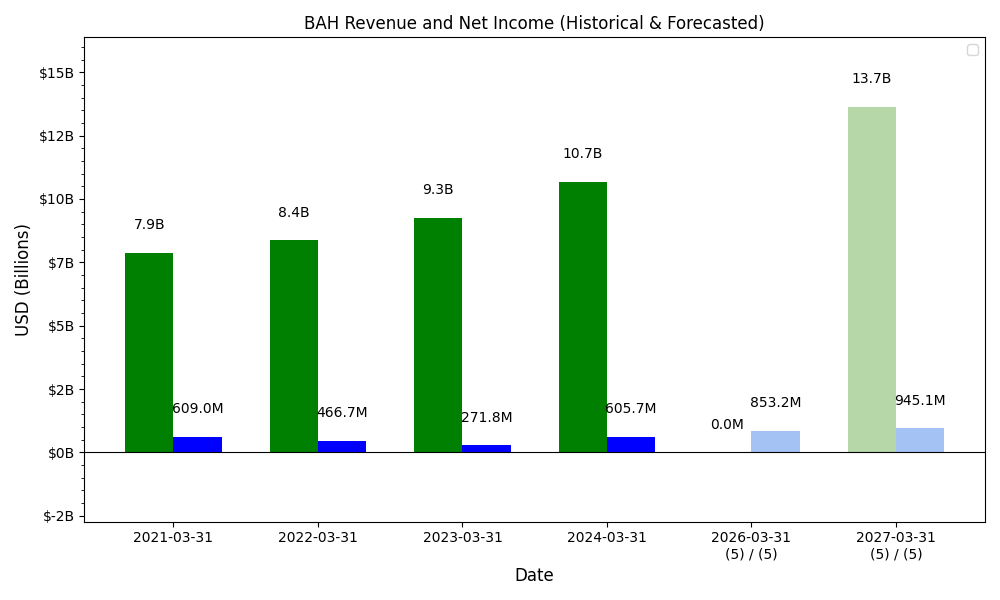 BAH Revenue and Net Income (Historical & Forecasted)
$15B
$12B
$10B
$7B
$5B
$2B
$0B
$-2B
USD (Billions)
7.9B
609.0M
8.4B
466.7M
9.3B
271.8M
10.7B
605.7M
0.0M
853.2M
13.7B
945.1M
2021-03-31
2022-03-31
2023-03-31
2024-03-31
2026-03-31
(5) / (5)
2027-03-31
(5) / (5)
Date